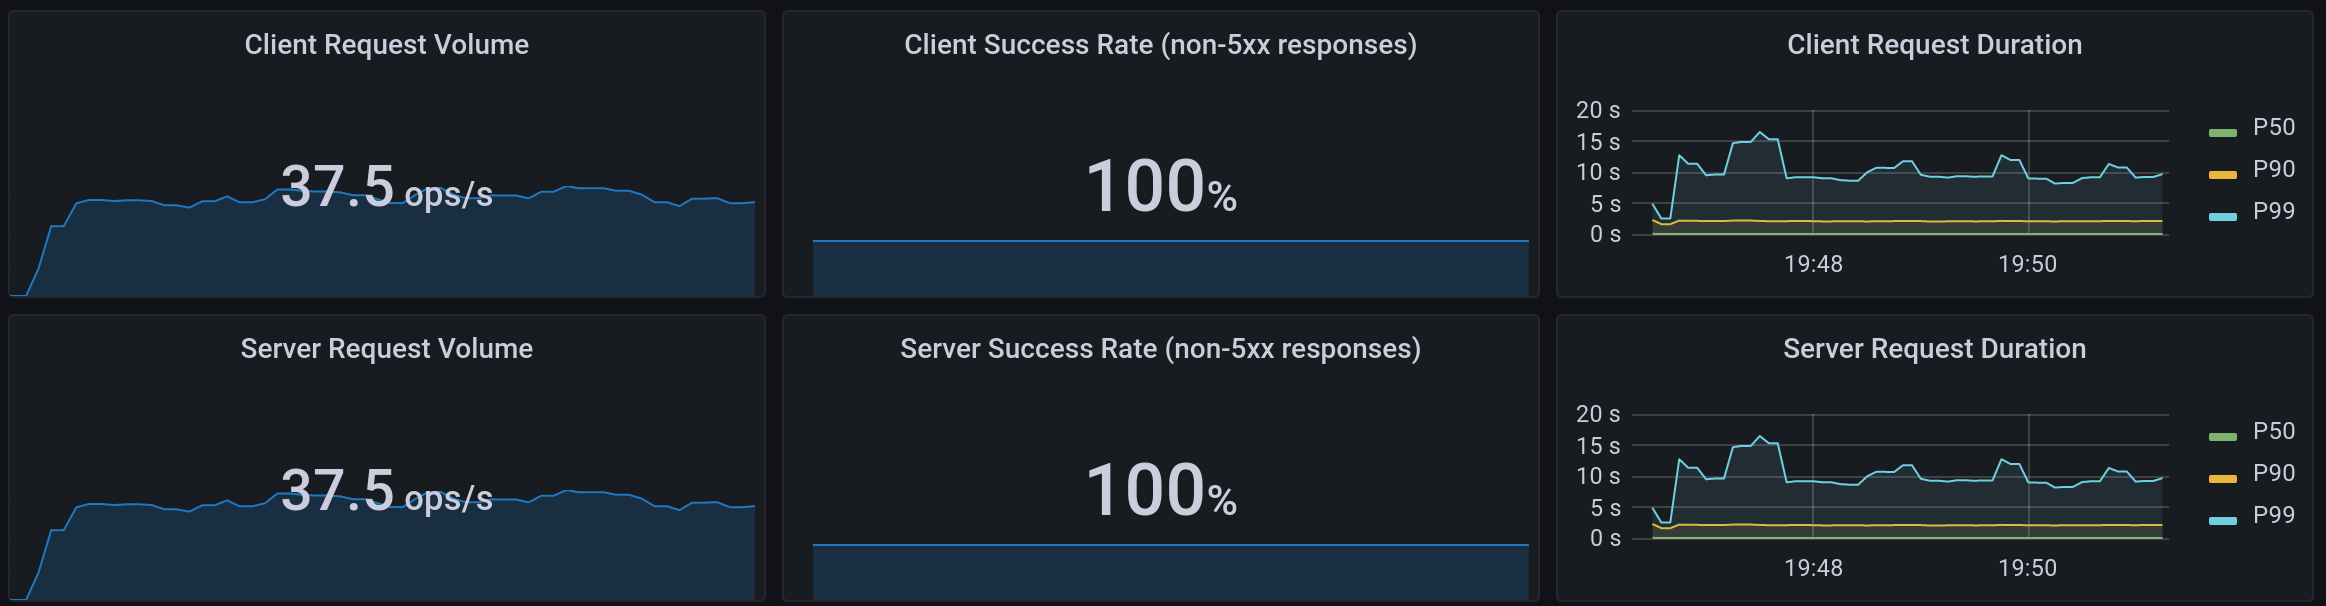 Client Request Volume
37.5 ops/s
Client Success Rate (non-5xx responses)
100%
Client Request Duration
20 s
15 s
10 s
5 s
0 s
19:48
19:50
P50
P90
P99
Server Request Volume
37.5 ops/s
Server Success Rate (non-5xx responses)
100%
Server Request Duration
20 s
15 s
10 s
5 s
0 s
19:48
19:50
P50
P90
P99